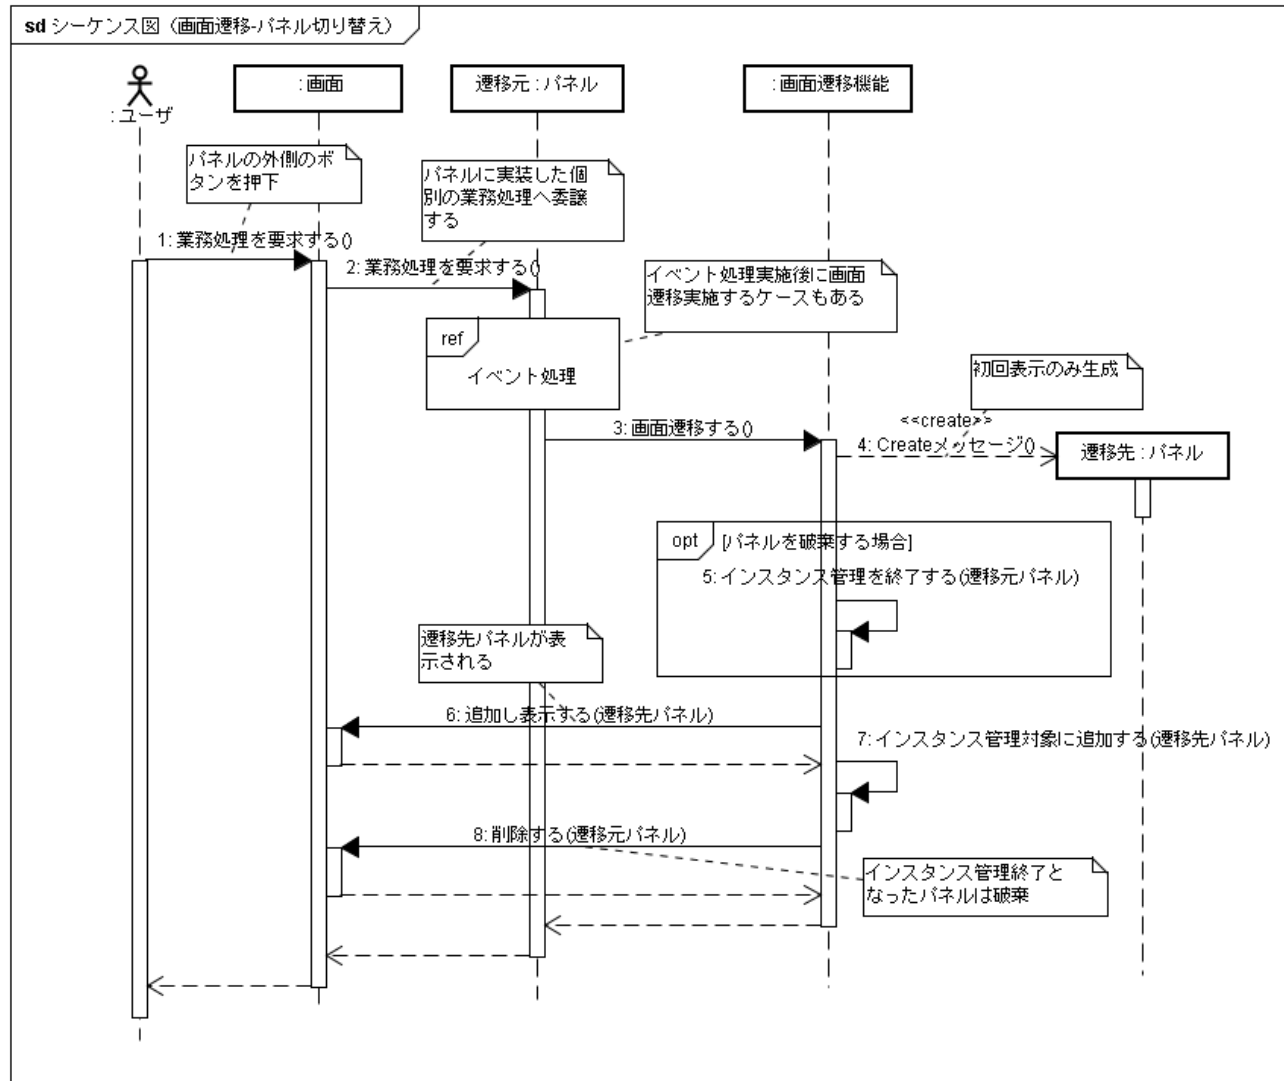 sd シーケンス図（画面遷移-パネル切り替え）
: ユーザ
: 画面
遷移元 : パネル
: 画面遷移機能
パネルの外側のボ
タンを押下
パネルに実装した個
別の業務処理へ委譲
する
1: 業務処理を要求する()
2: 業務処理を要求する()
イベント処理実施後に画面
遷移実施するケースもある
ref
イベント処理
初回表示のみ生成
3: 画面遷移する()
<<create>>
4: Createメッセージ()
遷移先 : パネル
opt
[パネルを破棄する場合]
5: インスタンス管理を終了する(遷移元パネル)
遷移先パネルが表
示される
6: 追加し表示する(遷移先パネル)
7: インスタンス管理対象に追加する(遷移先パネル)
8: 削除する(遷移元パネル)
インスタンス管理終了と
なったパネルは破棄